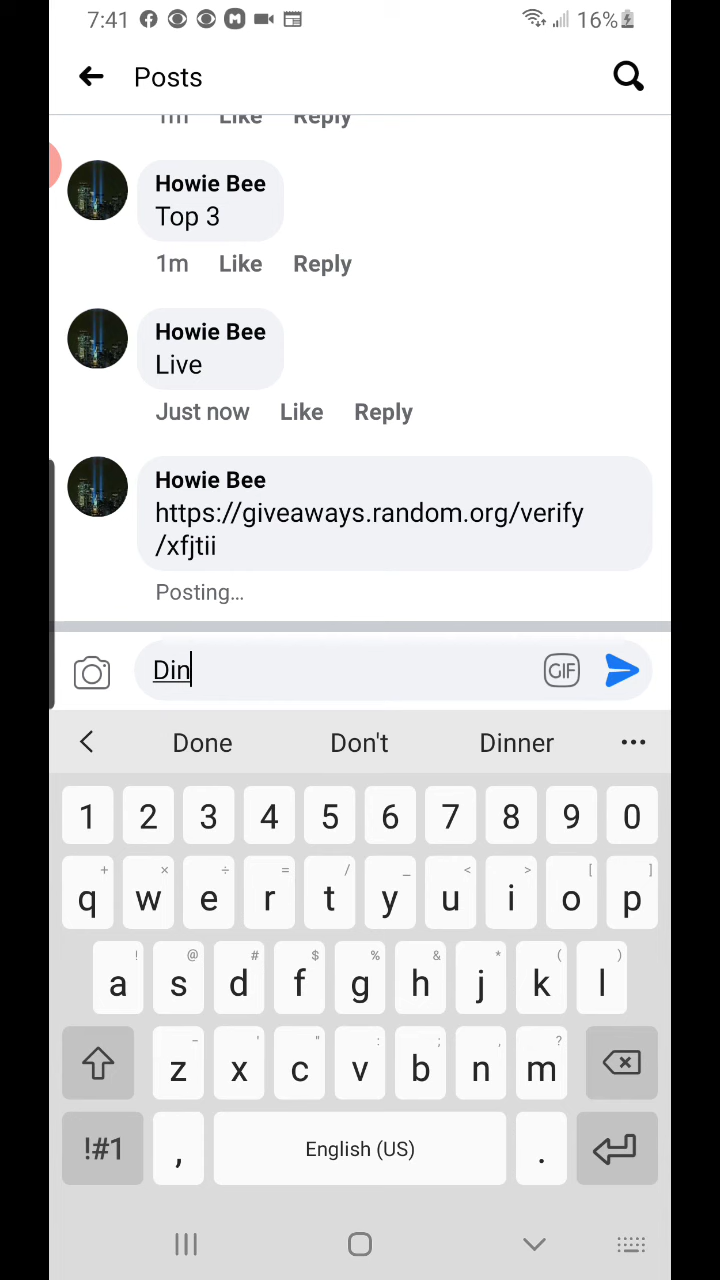 7:41 16%
Posts
1m Like Reply
Howie Bee
Top 3
1m Like Reply
Howie Bee
Live
Just now Like Reply
Howie Bee
https://giveaways.random.org/verify
/xfjtii
Posting...
Din GIF
Done Don't Dinner ...
1 2 3 4 5 6 7 8 9 0
+ × ÷ = / _ < > [ ]
q w e r t y u i o p
! @ # $ % & * ( )
a s d f g h j k l
- ' " : ; , ?
z x c v b n m
!#1 , English (US) .